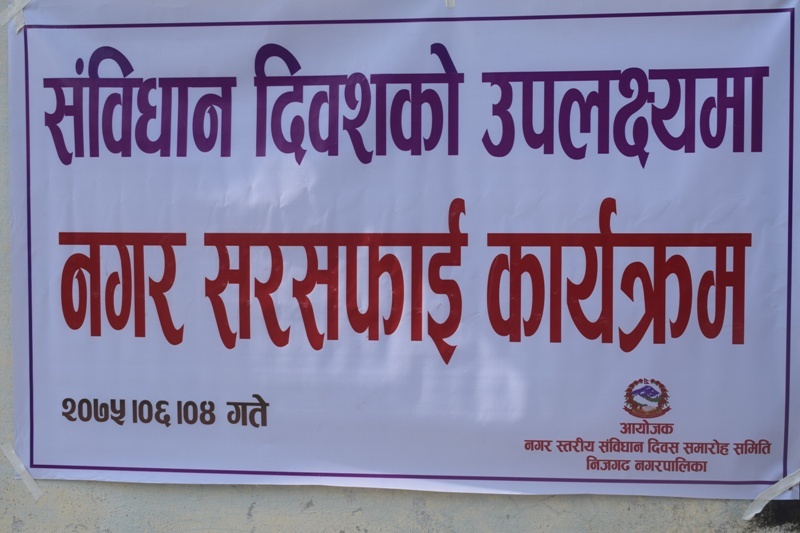 संविधान दिवशको उपलक्ष्यमा
नगर सरसफाई कार्यक्रम
२०७५।०६।०४ गते
आयोजक
नगर स्तरीय संविधान दिवस समारोह समिति
निजगढ नगरपालिका